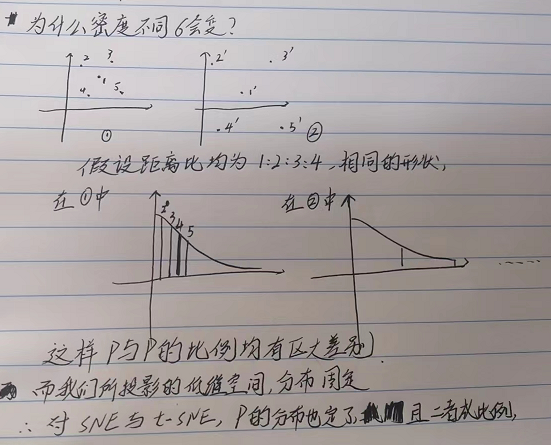 为什么密度不同σ会变?
2 3 1 4 5 ①
2' 3' 1' 4' 5' ②
假设距离比均为1:2:3:4,相同的形状,
在①中 2 3 4 5 在②中
这样P与P的比例均有区大差别
而我们所投影的低维空间,分布固定
∴ 对SNE与t-SNE,P的分布也定了 且二者成比例,